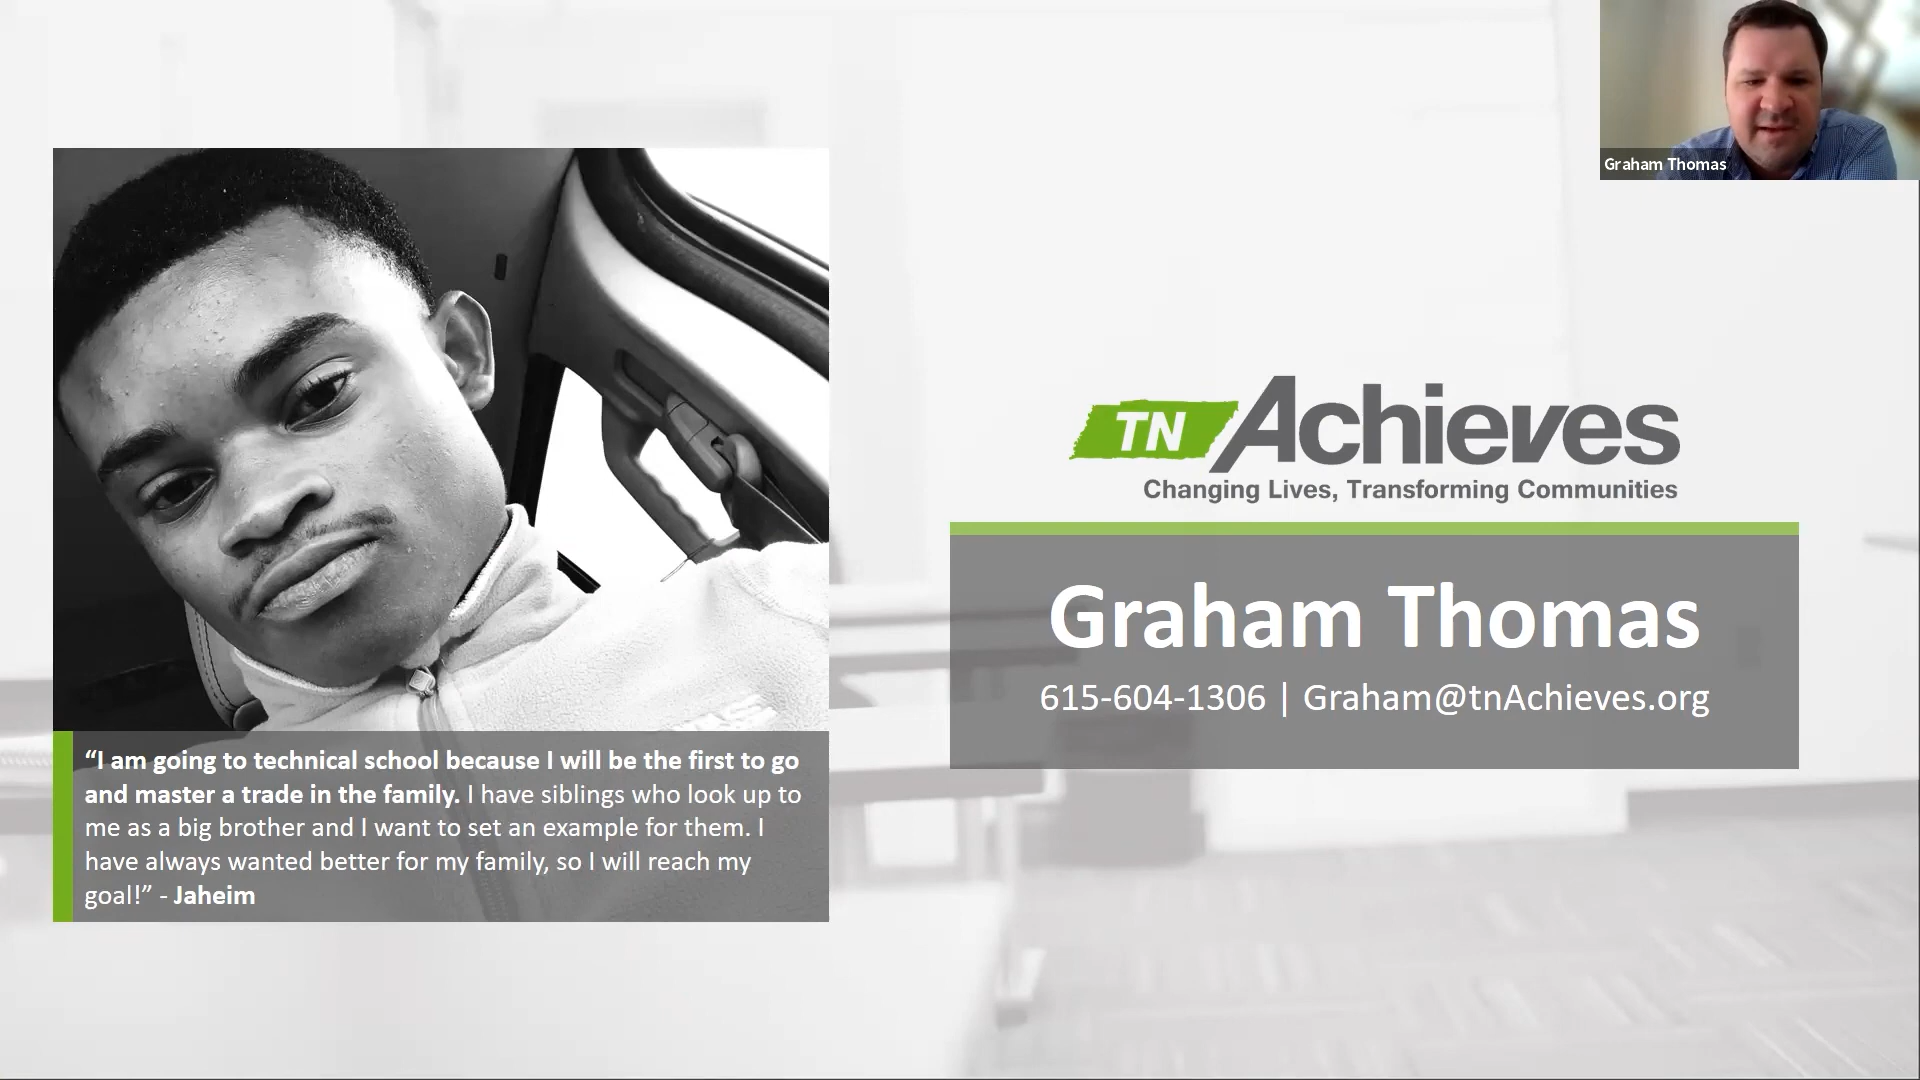 Graham Thomas
TN Achieves
Changing Lives, Transforming Communities
Graham Thomas
615-604-1306 | Graham@tnAchieves.org
“I am going to technical school because I will be the first to go
and master a trade in the family. I have siblings who look up to
me as a big brother and I want to set an example for them. I
have always wanted better for my family, so I will reach my
goal!” - Jaheim